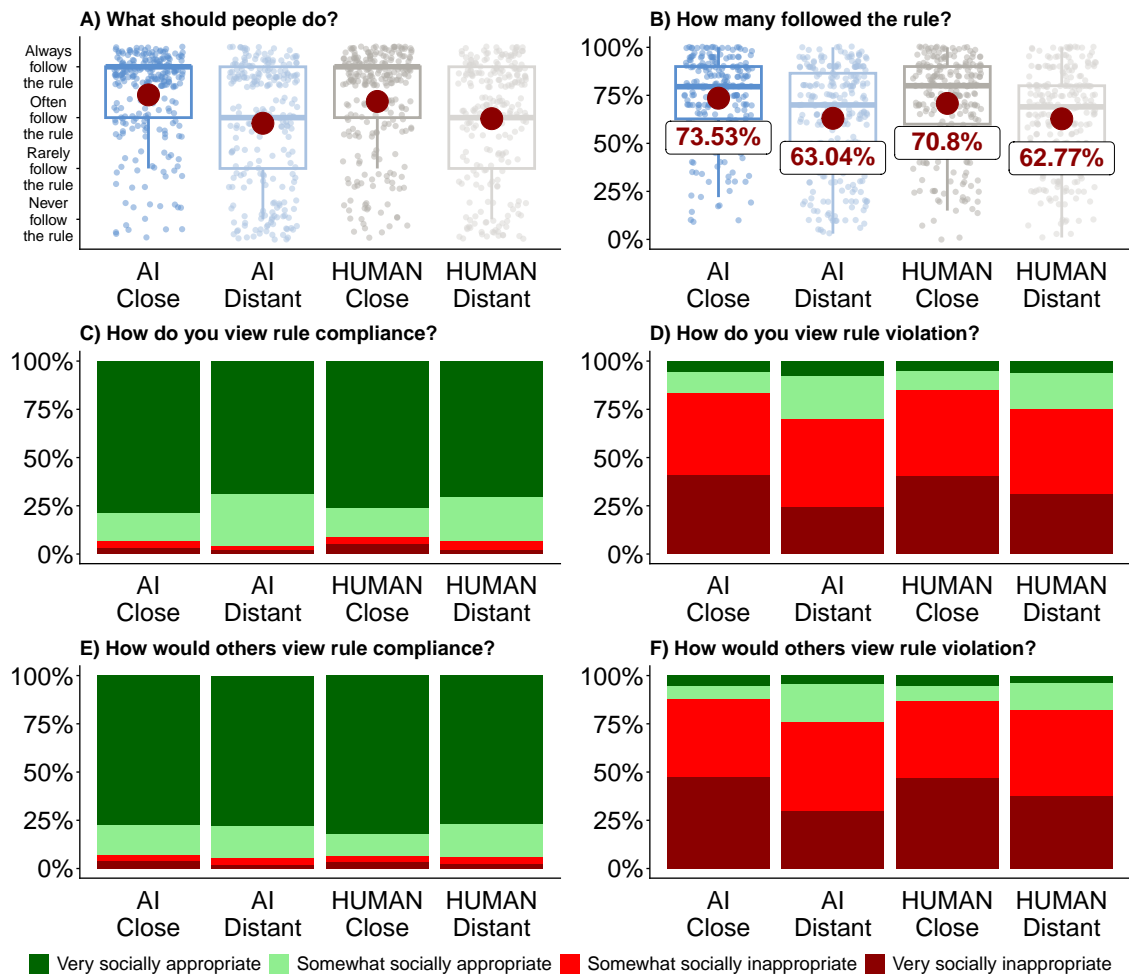 A) What should people do?
Always
follow
the rule
Often
follow
the rule
Rarely
follow
the rule
Never
follow
the rule
AI
Close
AI
Distant
HUMAN
Close
HUMAN
Distant
B) How many followed the rule?
100%
75%
50%
25%
0%
73.53%
63.04%
70.8%
62.77%
AI
Close
AI
Distant
HUMAN
Close
HUMAN
Distant
C) How do you view rule compliance?
100%
75%
50%
25%
0%
AI
Close
AI
Distant
HUMAN
Close
HUMAN
Distant
D) How do you view rule violation?
100%
75%
50%
25%
0%
AI
Close
AI
Distant
HUMAN
Close
HUMAN
Distant
E) How would others view rule compliance?
100%
75%
50%
25%
0%
AI
Close
AI
Distant
HUMAN
Close
HUMAN
Distant
F) How would others view rule violation?
100%
75%
50%
25%
0%
AI
Close
AI
Distant
HUMAN
Close
HUMAN
Distant
Very socially appropriate
Somewhat socially appropriate
Somewhat socially inappropriate
Very socially inappropriate